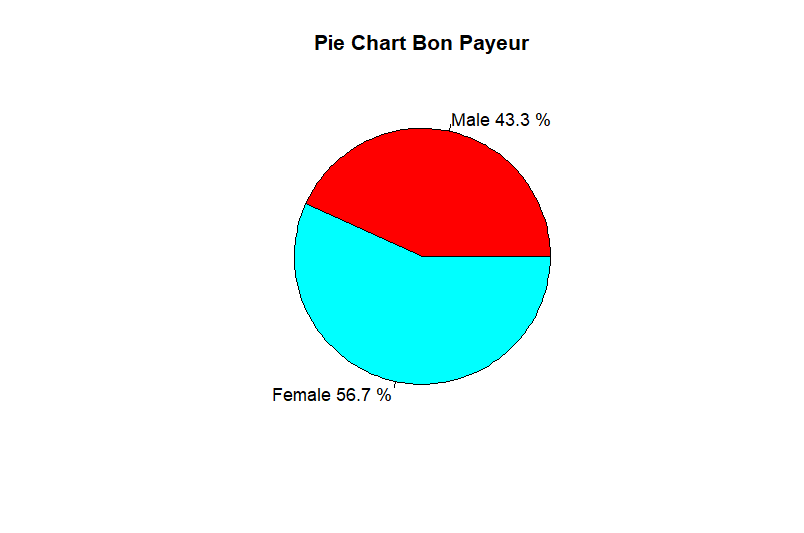 Pie Chart Bon Payeur
Male 43.3 %
Female 56.7 %